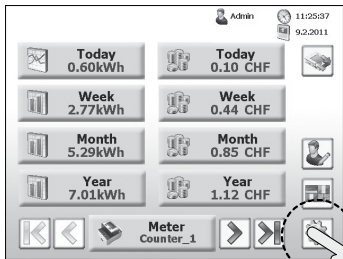 Admin
11:25:37
9.2.2011
Today
0.60kWh
Today
0.10 CHF
Week
2.77kWh
Week
0.44 CHF
Month
5.29kWh
Month
0.85 CHF
Year
7.01kWh
Year
1.12 CHF
Meter
Counter_1